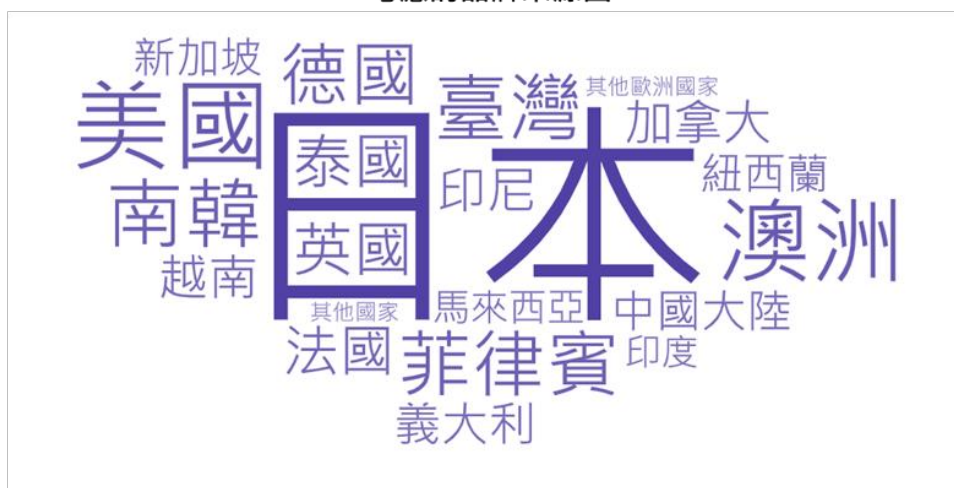 新加坡
德國
臺灣
其他歐洲國家
美國
日本
加拿大
泰國
印尼
紐西蘭
南韓
英國
澳洲
越南
其他國家
馬來西亞
中國大陸
法國
菲律賓
印度
義大利